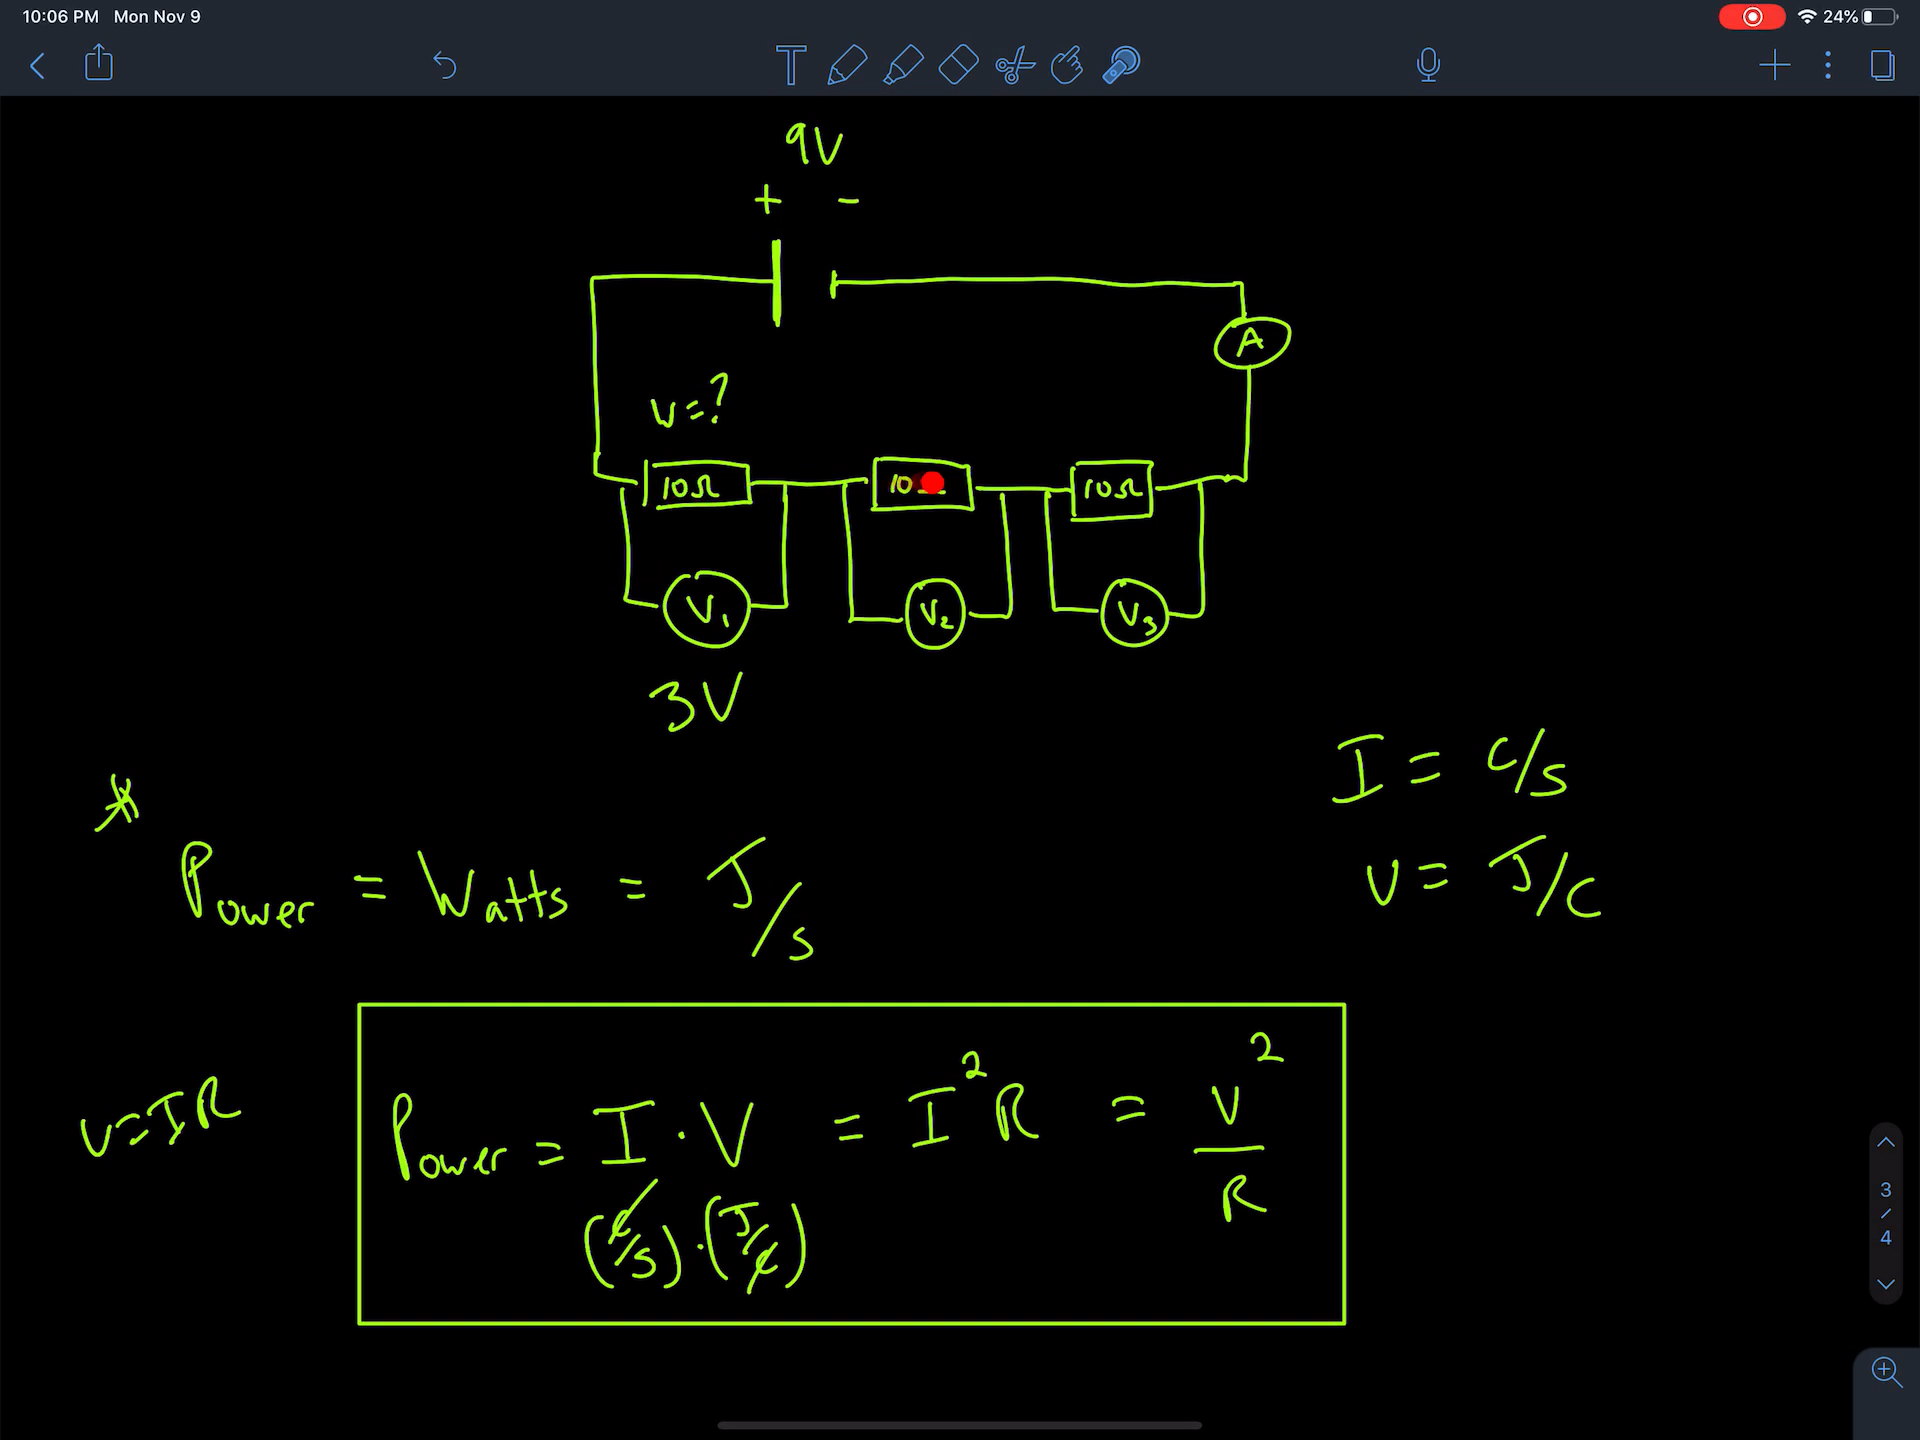 10:06 PM Mon Nov 9
24%
T
9V
+ -
A
W=?
10Ω 10 10Ω
V₁ V₂ V₃
3V
I = C/S
* V = J/C
Power = Watts = J/S
V=IR
Power = I · V = I²R = V²/R
(C/S) · (J/C)
3
/
4